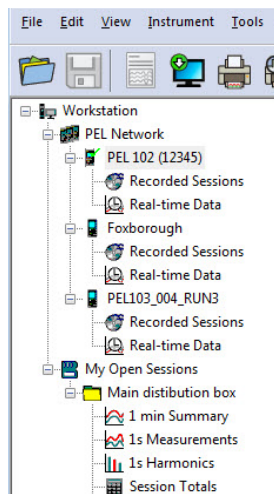 File Edit View Instrument Tools
Workstation
PEL Network
PEL 102 (12345)
Recorded Sessions
Real-time Data
Foxborough
Recorded Sessions
Real-time Data
PEL103_004_RUN3
Recorded Sessions
Real-time Data
My Open Sessions
Main distibution box
1 min Summary
1s Measurements
1s Harmonics
Session Totals